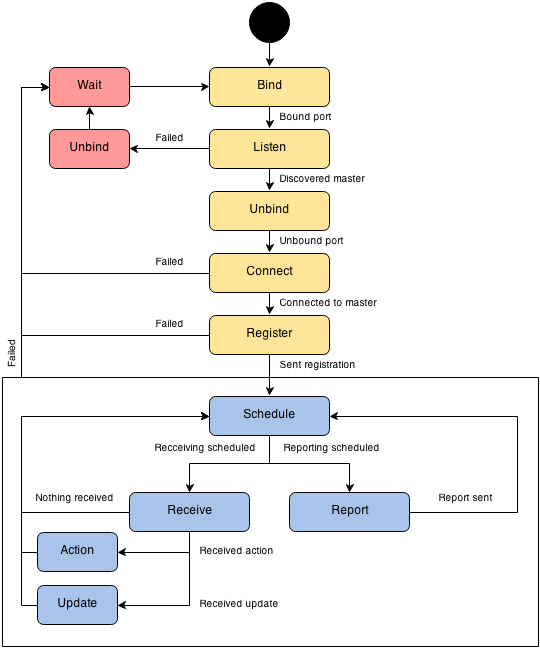 Wait
Bind
Bound port
Unbind
Failed
Listen
Discovered master
Unbind
Unbound port
Failed
Connect
Connected to master
Failed
Register
Failed
Sent registration
Schedule
Recceiving scheduled
Reporting scheduled
Nothing received
Receive
Report
Report sent
Action
Received action
Update
Received update